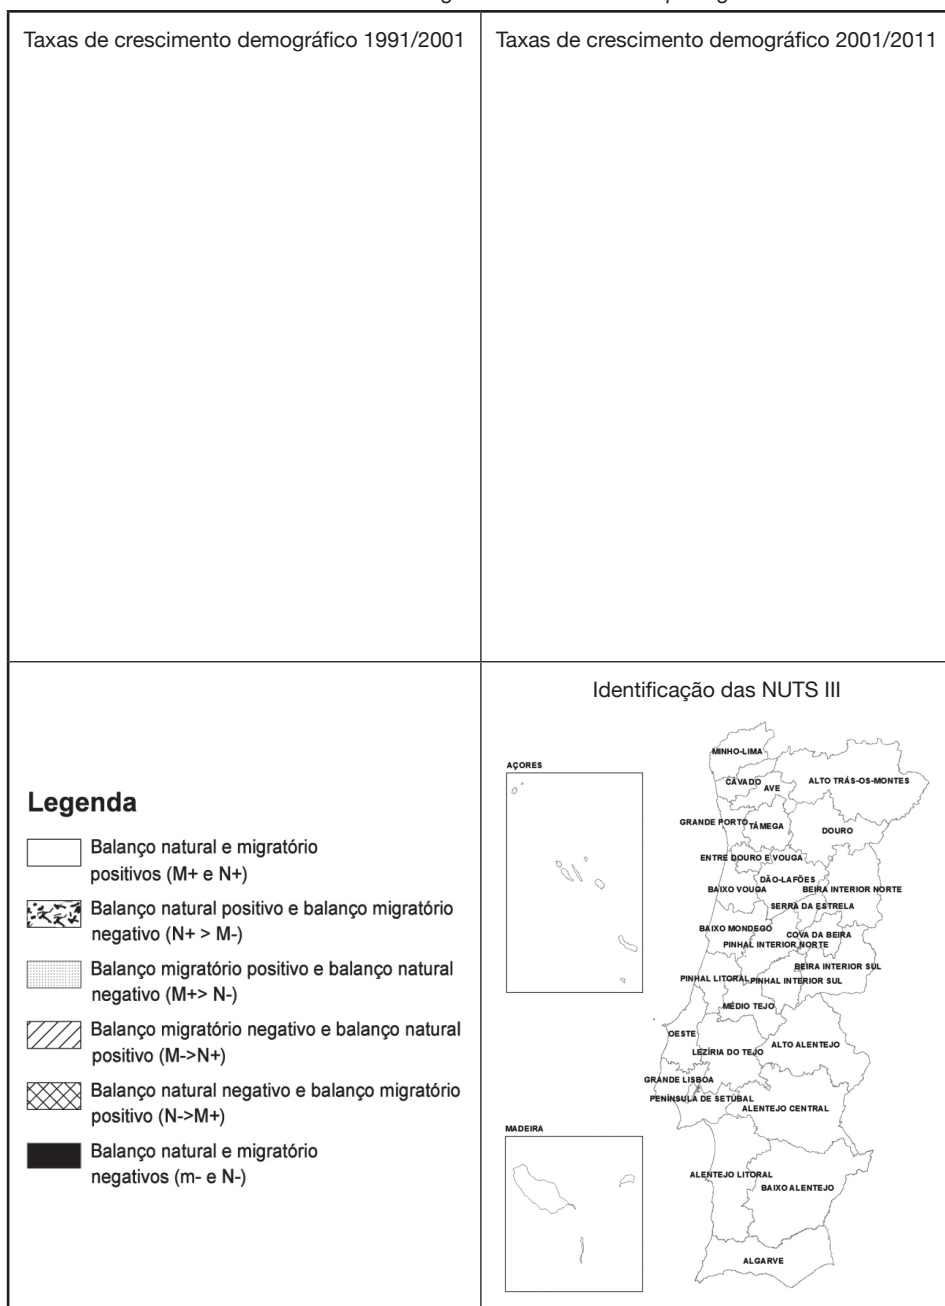 Taxas de crescimento demográfico 1991/2001
Taxas de crescimento demográfico 2001/2011
Legenda
Balanço natural e migratório
positivos (M+ e N+)
Balanço natural positivo e balanço migratório
negativo (N+ > M-)
Balanço migratório positivo e balanço natural
negativo (M+> N-)
Balanço migratório negativo e balanço natural
positivo (M->N+)
Balanço natural negativo e balanço migratório
positivo (N->M+)
Balanço natural e migratório
negativos (m- e N-)
Identificação das NUTS III
AÇORES
MADEIRA
MINHO-LIMA
CÁVADO
AVE
ALTO TRÁS-OS-MONTES
GRANDE PORTO
TÂMEGA
DOURO
ENTRE DOURO E VOUGA
DÃO-LAFÕES
BAIXO VOUGA
BEIRA INTERIOR NORTE
SERRA DA ESTRELA
BAIXO MONDEGO
COVA DA BEIRA
PINHAL INTERIOR NORTE
BEIRA INTERIOR SUL
PINHAL LITORAL
PINHAL INTERIOR SUL
MÉDIO TEJO
OESTE
LEZÍRIA DO TEJO
ALTO ALENTEJO
GRANDE LISBOA
PENÍNSULA DE SETÚBAL
ALENTEJO CENTRAL
ALENTEJO LITORAL
BAIXO ALENTEJO
ALGARVE